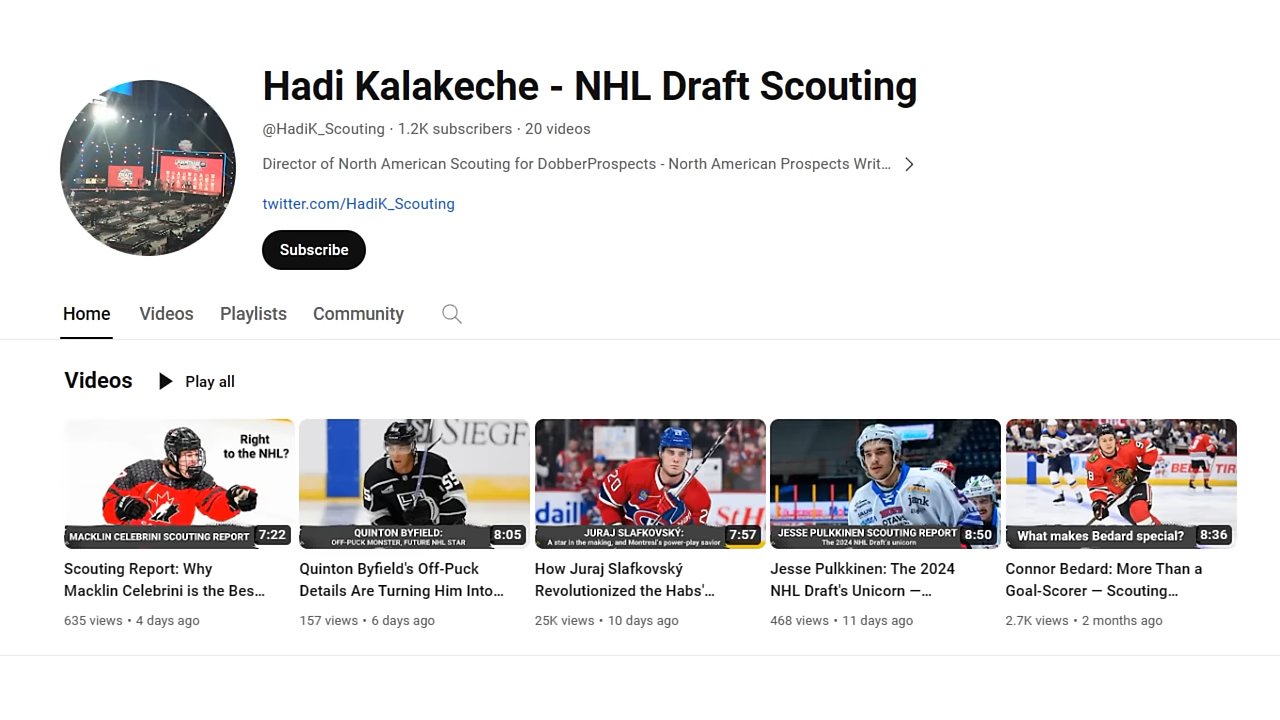 Hadi Kalakeche - NHL Draft Scouting
@HadiK_Scouting · 1.2K subscribers · 20 videos
Director of North American Scouting for DobberProspects - North American Prospects Writ...
twitter.com/HadiK_Scouting
Subscribe
Home Videos Playlists Community
Videos Play all
Right
to the NHL?
MACKLIN CELEBRINI SCOUTING REPORT 7:22
SIEGF
55
QUINTON BYFIELD:
OFF-PUCK MONSTER, FUTURE NHL STAR
8:05
20
dail
StH
JURAJ SLAFKOVSKÝ:
A star in the making, and Montreal's power-play savior
7:57
jank
JESSE PULKKINEN SCOUTING REPORT
The 2024 NHL Draft's unicorn
8:50
What makes Bedard special? 8:36
Scouting Report: Why
Macklin Celebrini is the Bes...
635 views • 4 days ago
Quinton Byfield's Off-Puck
Details Are Turning Him Into...
157 views • 6 days ago
How Juraj Slafkovský
Revolutionized the Habs'...
25K views • 10 days ago
Jesse Pulkkinen: The 2024
NHL Draft's Unicorn —...
468 views • 11 days ago
Connor Bedard: More Than a
Goal-Scorer — Scouting...
2.7K views • 2 months ago